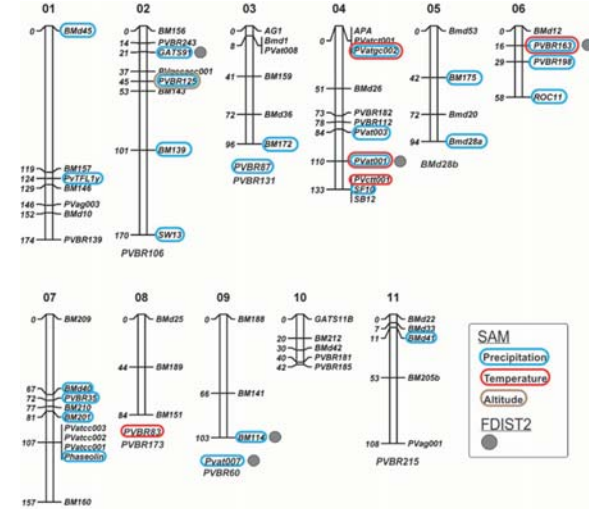 01 02 03 04 05 06
0 BMd45
119 BM157
124 PvTFL1y
129 BM146
146 PVag003
152 BMd10
174 PVBR139
0 BM156
14 PVBR243
21 GATS91
37
45 PVBR125
53 BM143
101 BM139
170 SW13
PVBR106
0 AG1
8 Bmd1
PVat008
41 BM159
72 BMd36
96 BM172
PVBR87
PVBR131
APA
0 PVatct001
PVatgc002
51 BMd26
73 PVBR182
78 PVBR112
84 PVat003
110 PVat001
PVctt001
133 SF10
SB12
0 Bmd53
42 BM175
72 Bmd20
94 Bmd28a
BMd28b
0 BMd12
16 PVBR163
29 PVBR198
58 ROC11
07 08 09 10 11
0 BM209
67 BMd40
72 PVBR35
77 BM210
81 BM201
PVatcc003
PVatcc002
107 PVatcc001
Phaseolin
157 BM160
0 BMd25
44 BM189
84 BM151
PVBR83
PVBR173
0 BM188
66 BM141
103 BM114
Pvat007
PVBR60
0 GATS11B
20 BM212
30 BMd42
40 PVBR181
42 PVBR185
0 BMd22
7 BMd33
11 BMd41
53 BM205b
108 PVag001
PVBR215
SAM
Precipitation
Temperature
Altitude
FDIST2